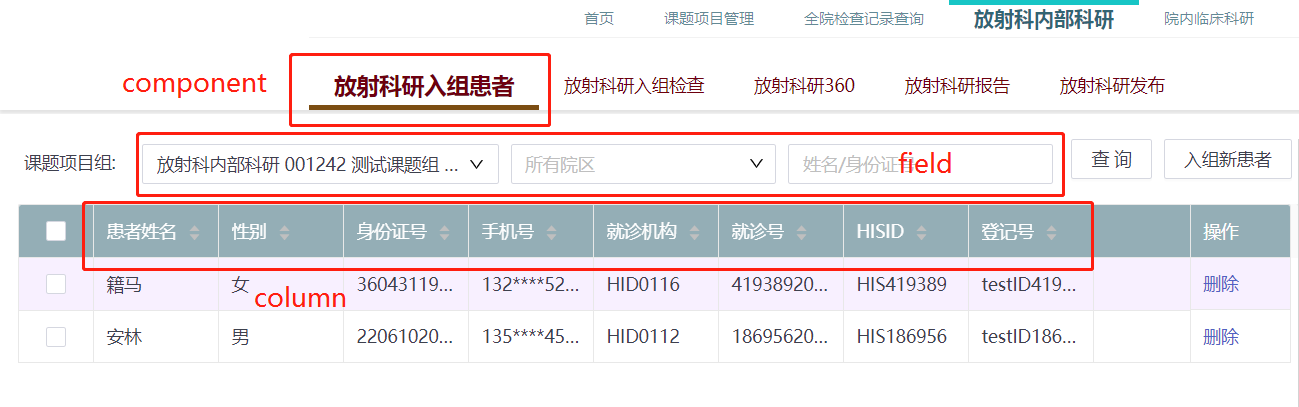 首页 课题项目管理 全院检查记录查询 放射科内部科研 院内临床科研
component 放射科研入组患者 放射科研入组检查 放射科研360 放射科研报告 放射科研发布
课题项目组: 放射科内部科研 001242 测试课题组 ... 所有院区 姓名/身份证号 field 查 询 入组新患者
患者姓名 性别 身份证号 手机号 就诊机构 就诊号 HISID 登记号 操作
籍马 女 36043119... 132****52... HID0116 41938920... HIS419389 testID419... 删除
column
安林 男 22061020... 135****45... HID0112 18695620... HIS186956 testID186... 删除